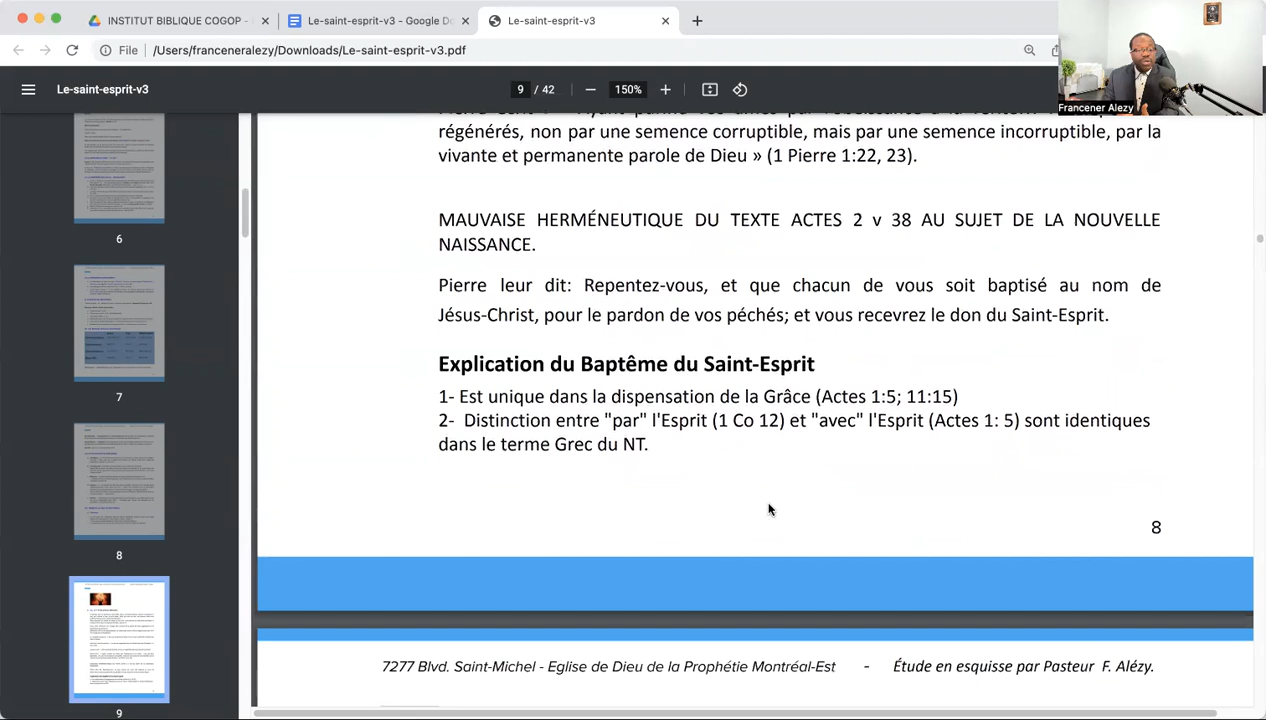 INSTITUT BIBLIQUE COGOP
Le-saint-esprit-v3 - Google Do
Le-saint-esprit-v3
File /Users/franceneralezy/Downloads/Le-saint-esprit-v3.pdf
Le-saint-esprit-v3
9 / 42
150%
Francener Alezy
régénérés, non par une semence corruptible, mais par une semence incorruptible, par la
vivante et permanente parole de Dieu » (1 Pierre 1:22, 23).
MAUVAISE HERMÉNEUTIQUE DU TEXTE ACTES 2 v 38 AU SUJET DE LA NOUVELLE
NAISSANCE.
Pierre leur dit: Repentez-vous, et que chacun de vous soit baptisé au nom de
Jésus-Christ, pour le pardon de vos péchés; et vous recevrez le don du Saint-Esprit.
Explication du Baptême du Saint-Esprit
1- Est unique dans la dispensation de la Grâce (Actes 1:5; 11:15)
2- Distinction entre "par" l'Esprit (1 Co 12) et "avec" l'Esprit (Actes 1: 5) sont identiques
dans le terme Grec du NT.
8
7277 Blvd. Saint-Michel - Eglise de Dieu de la Prophétie Montréal-Est - Étude en esquisse par Pasteur F. Alézy.
6
7
8
9